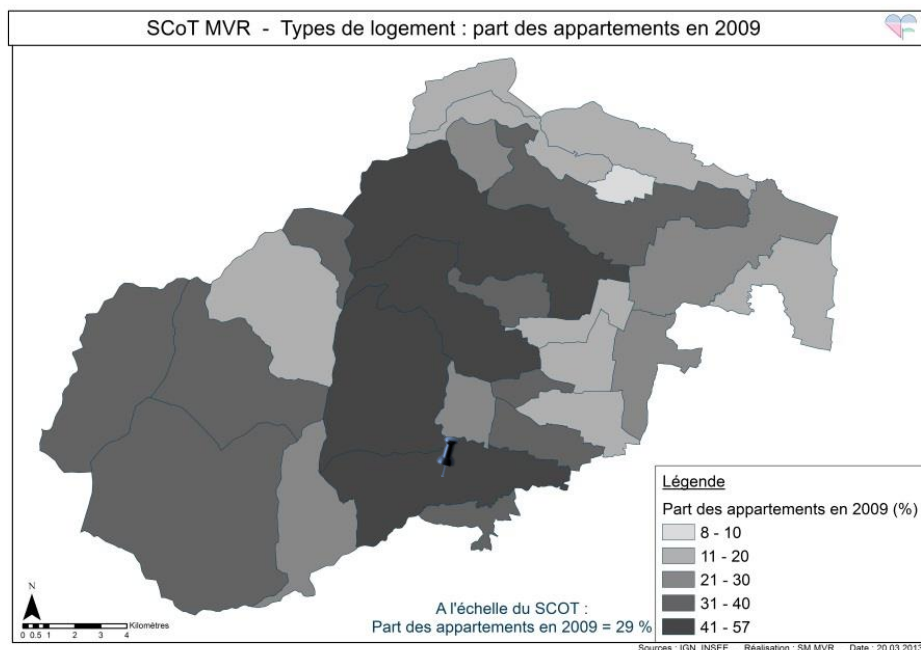 SCoT MVR - Types de logement : part des appartements en 2009
Légende
Part des appartements en 2009 (%)
8 - 10
11 - 20
21 - 30
31 - 40
41 - 57
N
Kilomètres
0 0.5 1 2 3 4
A l'échelle du SCOT :
Part des appartements en 2009 = 29 %
Sources : IGN, INSEE Réalisation : SM MVR Date : 20.03.2013